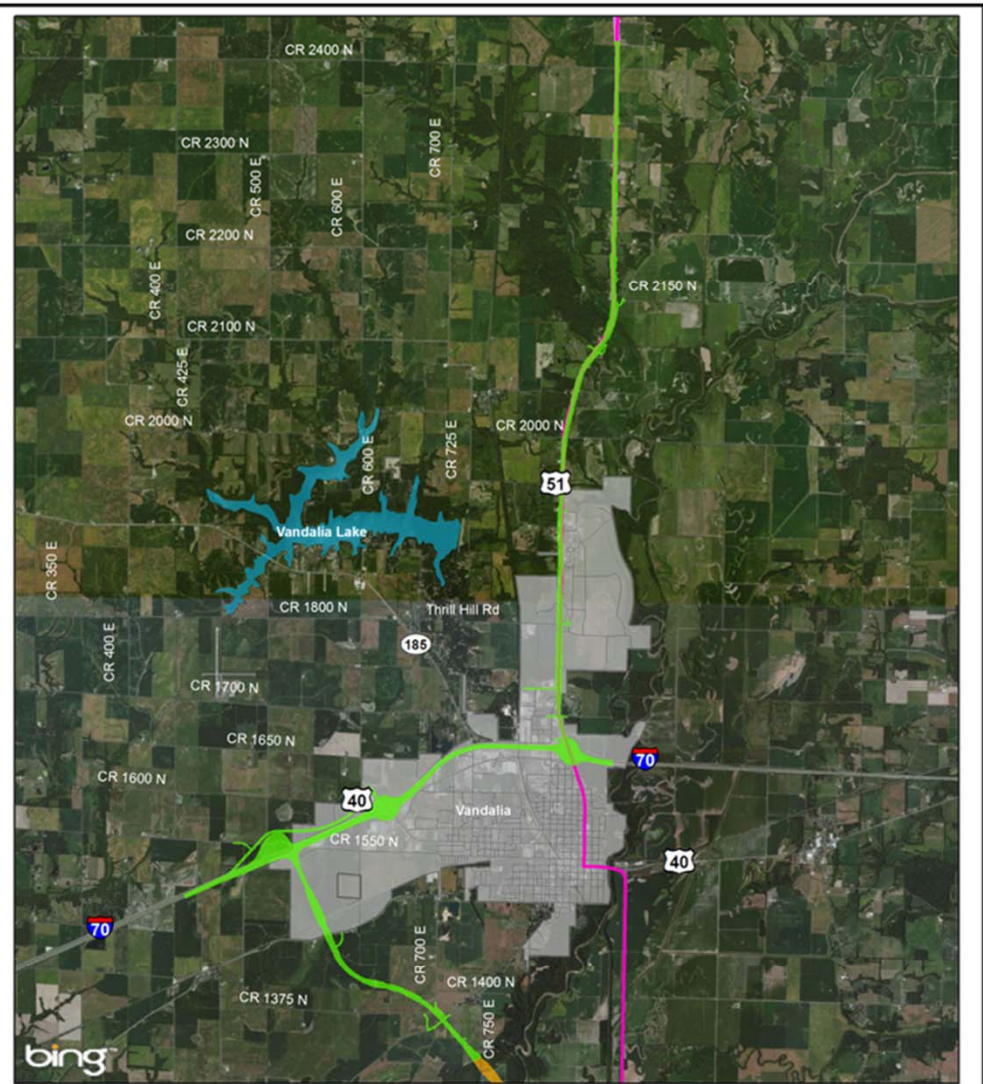 CR 2400 N
CR 2300 N
CR 700 E
CR 500 E
CR 600 E
CR 2200 N
CR 400 E
CR 2150 N
CR 2100 N
CR 425 E
CR 2000 N
CR 2000 N
CR 725 E
CR 600 E
51
Vandalia Lake
CR 350 E
CR 1800 N
Thrill Hill Rd
185
CR 400 E
CR 1700 N
CR 1650 N
70
CR 1600 N
40
Vandalia
CR 1550 N
40
70
CR 700 E
CR 1400 N
CR 1375 N
CR 750 E
bing